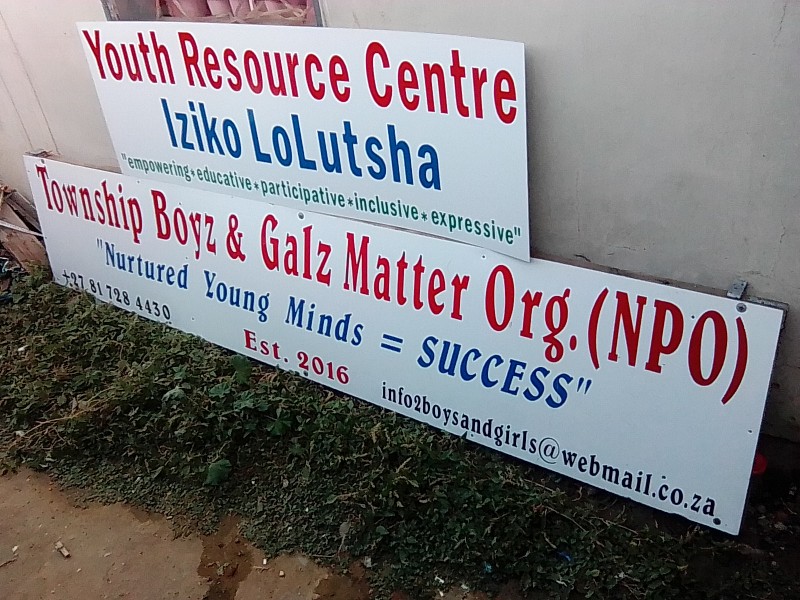 Youth Resource Centre
Iziko LoLutsha
"empowering*educative*participative*inclusive*expressive"
Township Boyz & Galz Matter Org.(NPO)
"Nurtured Young Minds = SUCCESS"
+27 81 728 4430
Est. 2016
info2boysandgirls@webmail.co.za